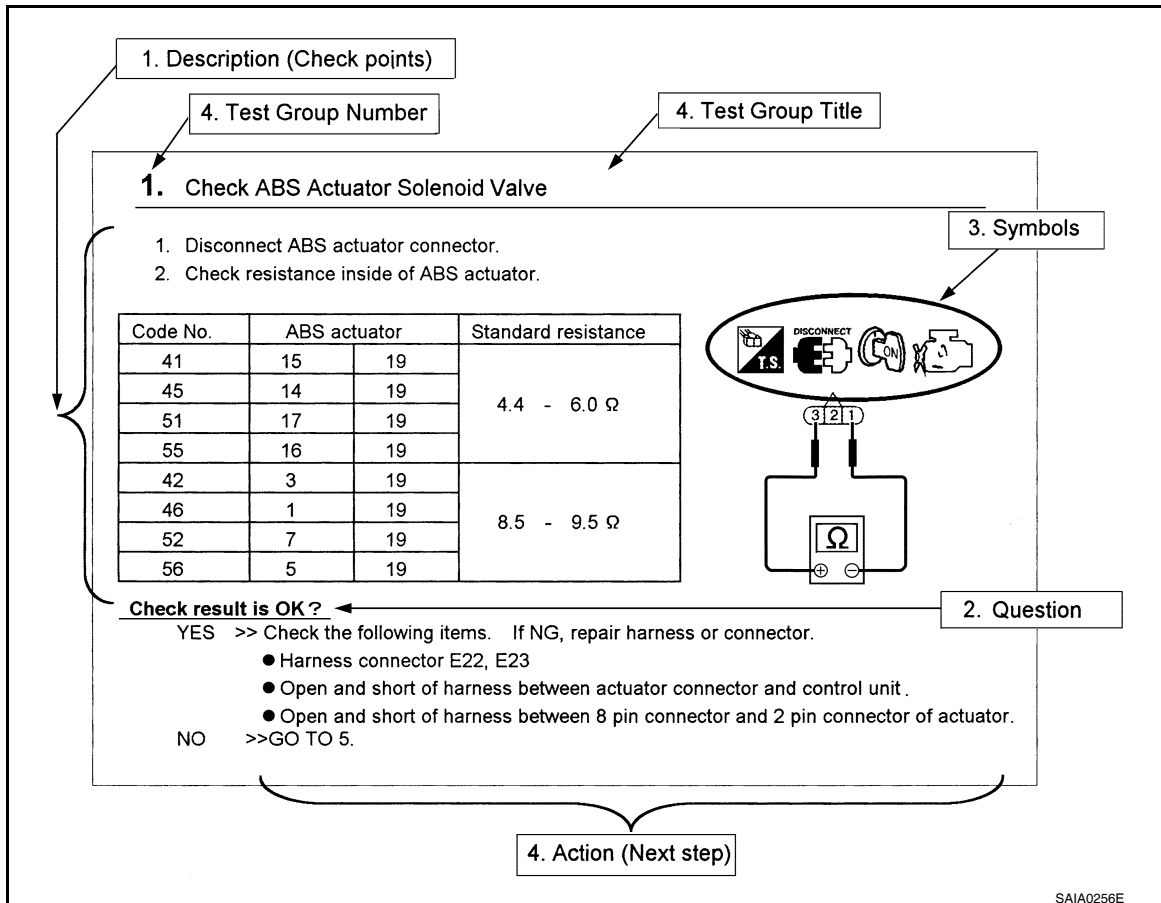 1. Description (Check points)
4. Test Group Number
4. Test Group Title
1. Check ABS Actuator Solenoid Valve
3. Symbols
1. Disconnect ABS actuator connector.
2. Check resistance inside of ABS actuator.
Code No. ABS actuator Standard resistance
41 15 19
45 14 19
51 17 19
55 16 19
4.4 - 6.0 Ω
42 3 19
46 1 19
52 7 19
56 5 19
8.5 - 9.5 Ω
T.S.
DISCONNECT
ON
3 2 1
Ω
+ −
Check result is OK?
2. Question
YES >> Check the following items. If NG, repair harness or connector.
● Harness connector E22, E23
● Open and short of harness between actuator connector and control unit.
● Open and short of harness between 8 pin connector and 2 pin connector of actuator.
NO >>GO TO 5.
4. Action (Next step)
SAIA0256E